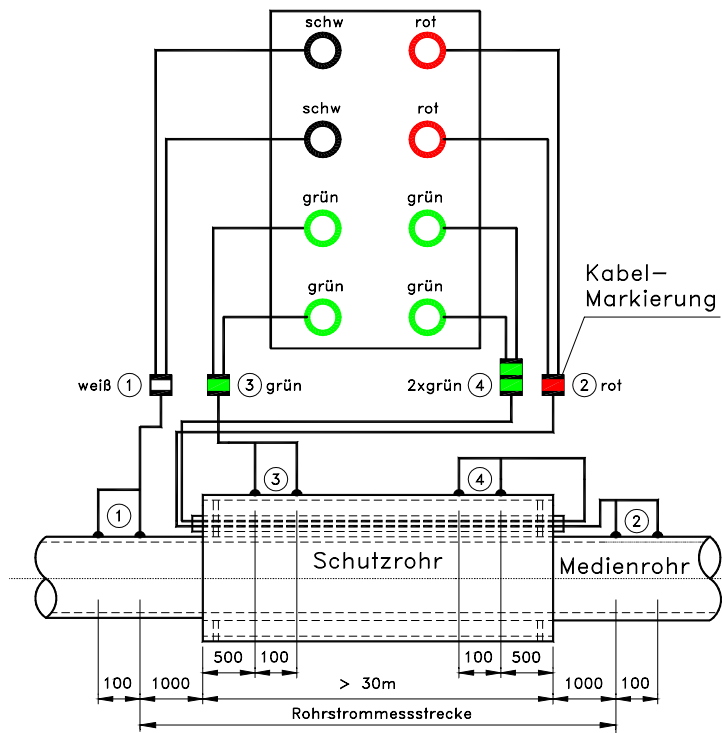 schw rot
schw rot
grün grün
grün grün
Kabel-
Markierung
weiß 1 3 grün 2xgrün 4 2 rot
3 4
1 2
Schutzrohr Medienrohr
500 100 100 500
100 1000 > 30m 1000 100
Rohrstrommessstrecke